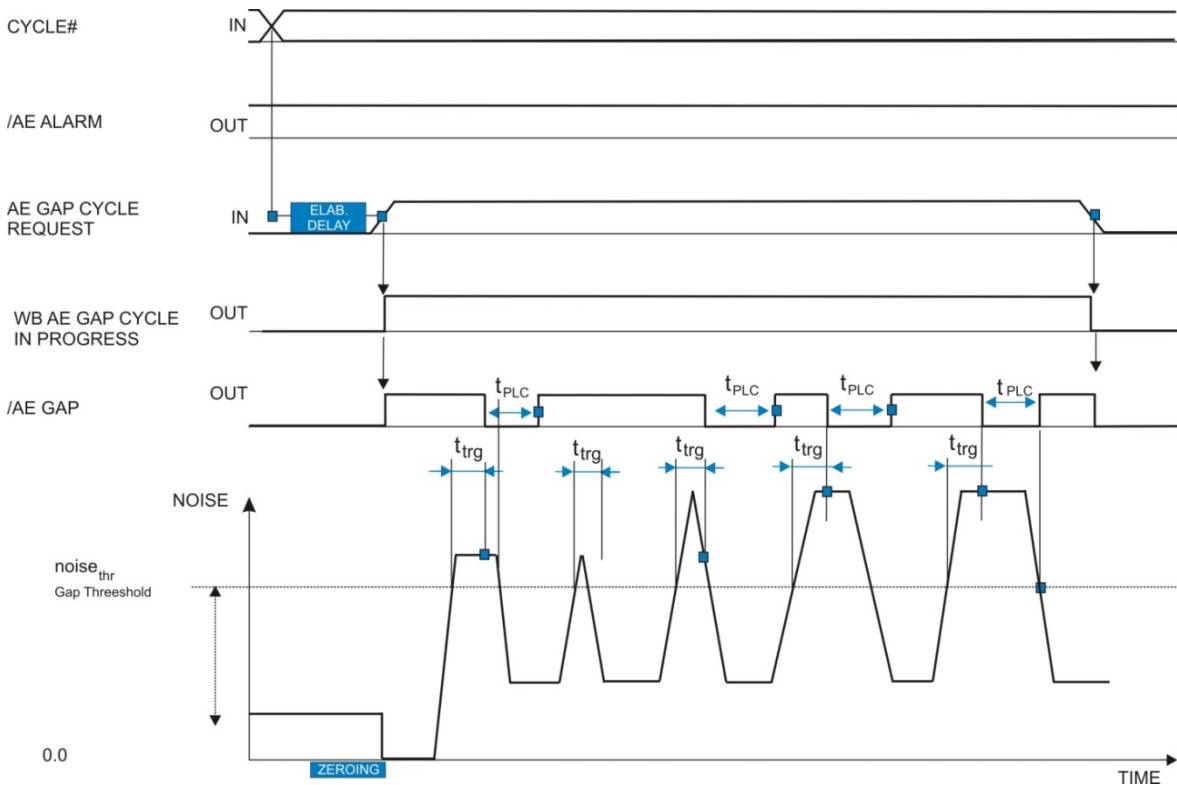 CYCLE# IN
/AE ALARM OUT
AE GAP CYCLE
REQUEST IN
ELAB.
DELAY
WB AE GAP CYCLE
IN PROGRESS OUT
/AE GAP OUT
tPLC tPLC tPLC tPLC
ttrg ttrg ttrg ttrg ttrg
NOISE
noisethr
Gap Threeshold
0.0
ZEROING
TIME